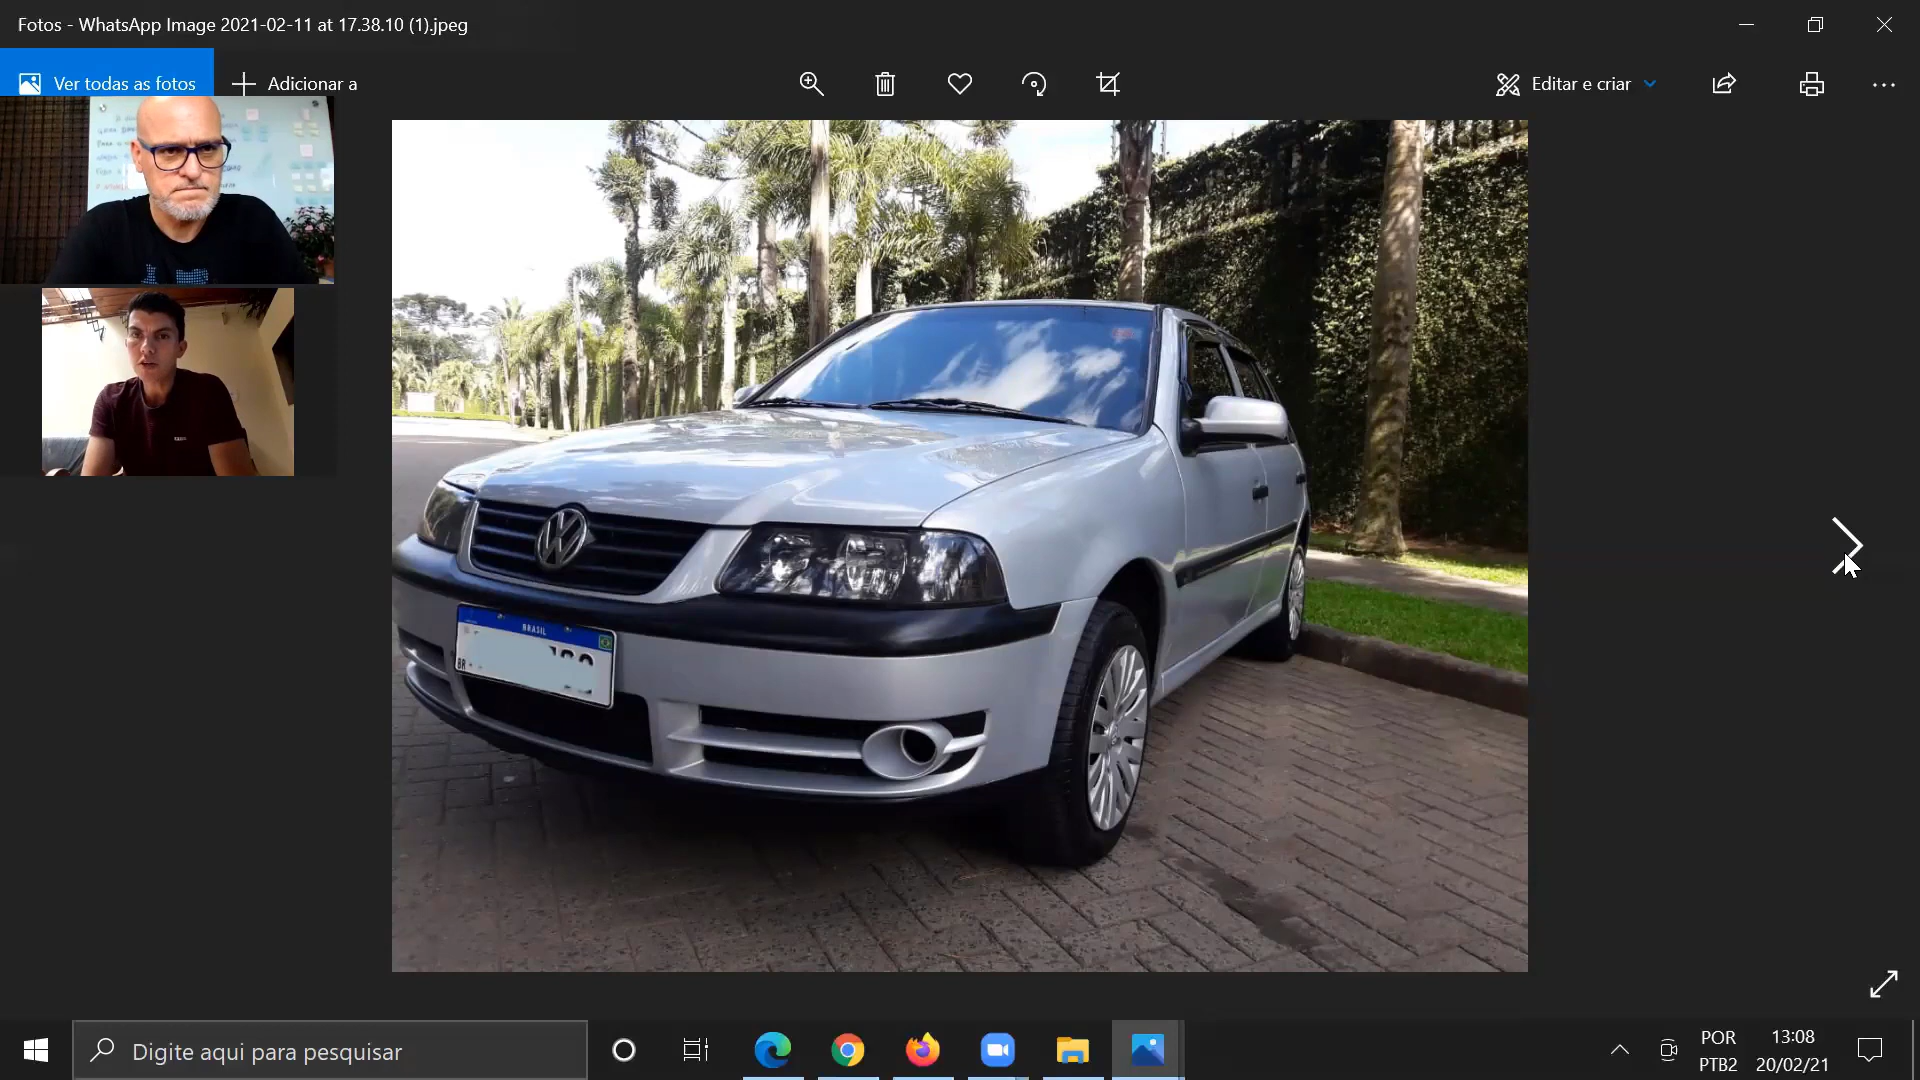 Fotos - WhatsApp Image 2021-02-11 at 17.38.10 (1).jpeg
Ver todas as fotos
Adicionar a
Editar e criar
BRASIL
BR
Digite aqui para pesquisar
POR
PTB2
13:08
20/02/21